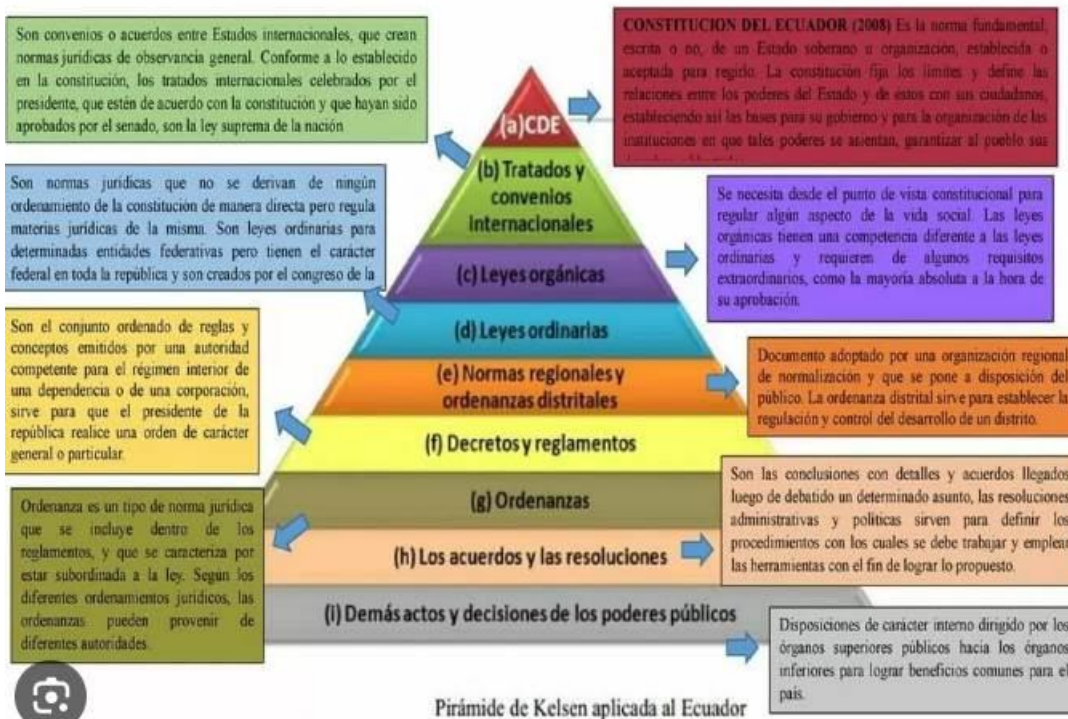 Son convenios o acuerdos entre Estados internacionales, que crean
normas jurídicas de observancia general. Conforme a lo establecido
en la constitución, los tratados internacionales celebrados por el
presidente, que estén de acuerdo con la constitución y que hayan sido
aprobados por el senado, son la ley suprema de la nación
CONSTITUCION DEL ECUADOR (2008) Es la norma fundamental,
escrita o no, de un Estado soberano u organización, establecida o
aceptada para regirlo. La constitución fija los límites y define las
relaciones entre los poderes del Estado y de éstos con sus ciudadanos,
estableciendo así las bases para su gobierno y para la organización de las
instituciones en que tales poderes se asientan, garantizar al pueblo sus
(a)CDE
(b) Tratados y
convenios
internacionales
Son normas jurídicas que no se derivan de ningún
ordenamiento de la constitución de manera directa pero regula
materias jurídicas de la misma. Son leyes ordinarias para
determinadas entidades federativas pero tienen el carácter
federal en toda la república y son creados por el congreso de la
Se necesita desde el punto de vista constitucional para
regular algún aspecto de la vida social. Las leyes
orgánicas tienen una competencia diferente a las leyes
ordinarias y requieren de algunos requisitos
extraordinarios, como la mayoría absoluta a la hora de
su aprobación.
(c) Leyes orgánicas
(d) Leyes ordinarias
Son el conjunto ordenado de reglas y
conceptos emitidos por una autoridad
competente para el régimen interior de
una dependencia o de una corporación,
sirve para que el presidente de la
república realice una orden de carácter
general o particular.
(e) Normas regionales y
ordenanzas distritales
Documento adoptado por una organización regional
de normalización y que se pone a disposición del
público. La ordenanza distrital sirve para establecer la
regulación y control del desarrollo de un distrito.
(f) Decretos y reglamentos
(g) Ordenanzas
Son las conclusiones con detalles y acuerdos llegados
luego de debatido un determinado asunto, las resoluciones
administrativas y políticas sirven para definir los
procedimientos con los cuales se debe trabajar y emplear
las herramientas con el fin de lograr lo propuesto.
Ordenanza es un tipo de norma jurídica
que se incluye dentro de los
reglamentos, y que se caracteriza por
estar subordinada a la ley. Según los
diferentes ordenamientos jurídicos, las
ordenanzas pueden provenir de
diferentes autoridades.
(h) Los acuerdos y las resoluciones
(i) Demás actos y decisiones de los poderes públicos
Disposiciones de carácter interno dirigido por los
órganos superiores públicos hacia los órganos
inferiores para lograr beneficios comunes para el
país.
Pirámide de Kelsen aplicada al Ecuador